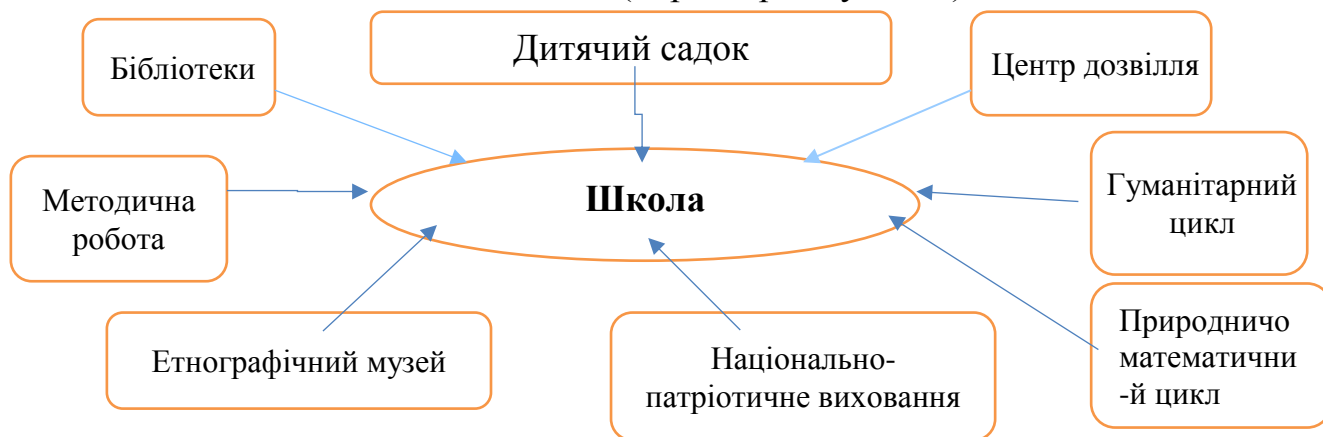 Дитячий садок
Бібліотеки
Центр дозвілля
Методична
робота
Школа
Гуманітарний
цикл
Етнографічний музей
Національно-
патріотичне виховання
Природничо
математични
-й цикл